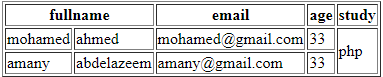 fullname email age study
mohamed ahmed mohamed@gmail.com 33 php
amany abdelazeem amany@gmail.com 33